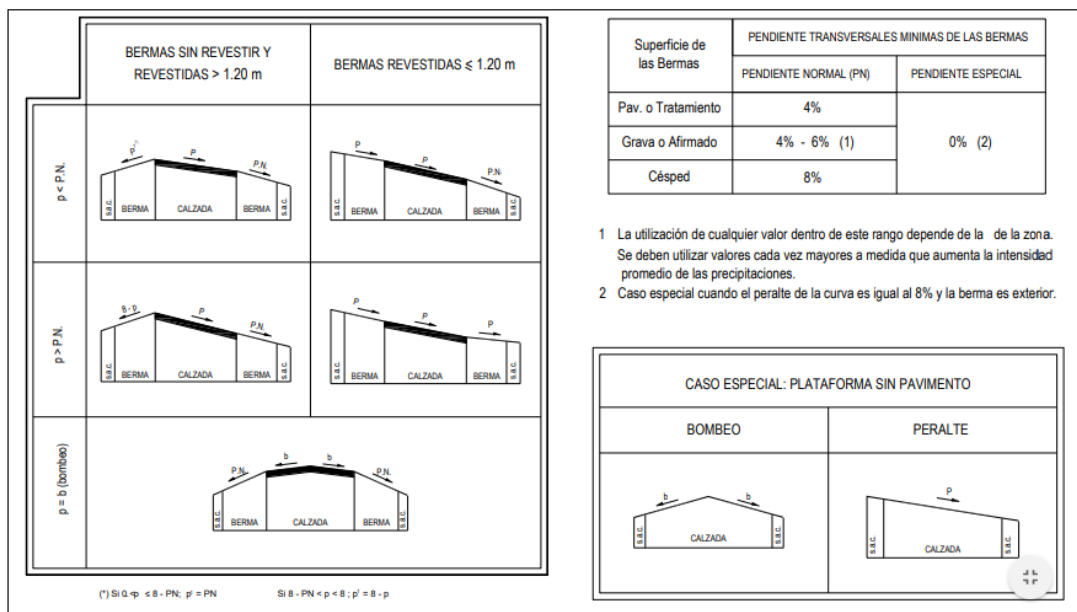 BERMAS SIN REVESTIR Y
REVESTIDAS > 1.20 m
BERMAS REVESTIDAS ⩽ 1.20 m
p < P.N.
P
P
P.N.
s.a.c.
BERMA
CALZADA
BERMA
s.a.c.
P
P
P.N.
s.a.c.
BERMA
CALZADA
BERMA
s.a.c.
p > P.N.
8 - p
P
P.N.
s.a.c.
BERMA
CALZADA
BERMA
s.a.c.
P
P
P
s.a.c.
BERMA
CALZADA
BERMA
s.a.c.
p = b (bombeo)
P.N.
b
b
P.N.
s.a.c.
BERMA
CALZADA
BERMA
s.a.c.
(*) Si 0 <p ≤ 8 - PN; p' = PN
Si 8 - PN < p < 8 ; p' = 8 - p
Superficie de
las Bermas
PENDIENTE TRANSVERSALES MINIMAS DE LAS BERMAS
PENDIENTE NORMAL (PN)
PENDIENTE ESPECIAL
Pav. o Tratamiento
4%
Grava o Afirmado
4% - 6% (1)
0% (2)
Césped
8%
1 La utilización de cualquier valor dentro de este rango depende de la de la zona.
Se deben utilizar valores cada vez mayores a medida que aumenta la intensidad
promedio de las precipitaciones.
2 Caso especial cuando el peralte de la curva es igual al 8% y la berma es exterior.
CASO ESPECIAL: PLATAFORMA SIN PAVIMENTO
BOMBEO
PERALTE
b
b
s.a.c.
CALZADA
s.a.c.
P
s.a.c.
CALZADA
s.a.c.